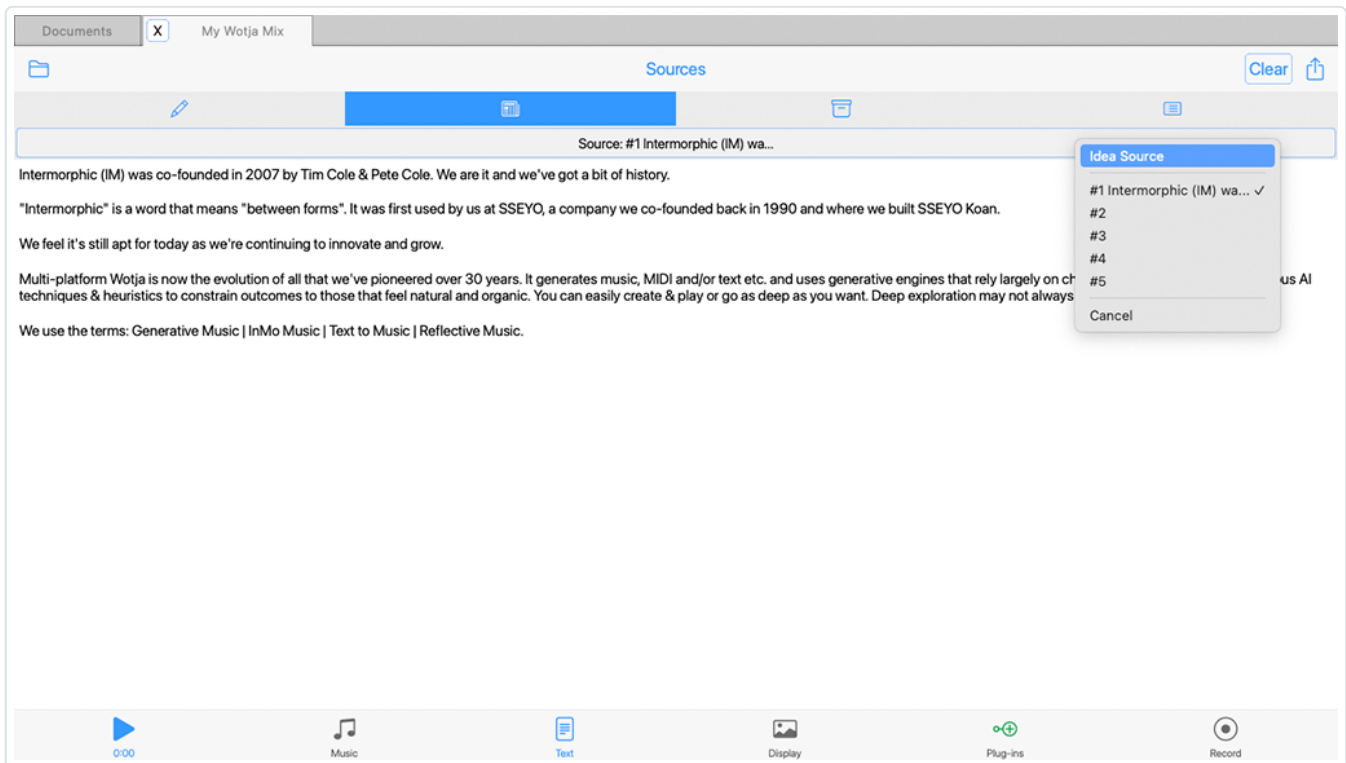 Documents
X
My Wotja Mix
Sources
Clear
Source: #1 Intermorphic (IM) wa...
Intermorphic (IM) was co-founded in 2007 by Tim Cole & Pete Cole. We are it and we've got a bit of history.
"Intermorphic" is a word that means "between forms". It was first used by us at SSEYO, a company we co-founded back in 1990 and where we built SSEYO Koan.
We feel it's still apt for today as we're continuing to innovate and grow.
Multi-platform Wotja is now the evolution of all that we've pioneered over 30 years. It generates music, MIDI and/or text etc. and uses generative engines that rely largely on AI
techniques & heuristics to constrain outcomes to those that feel natural and organic. You can easily create & play or go as deep as you want. Deep exploration may not always
We use the terms: Generative Music | InMo Music | Text to Music | Reflective Music.
Idea Source
#1 Intermorphic (IM) wa... ✓
#2
#3
#4
#5
Cancel
0:00
Music
Text
Display
Plug-ins
Record